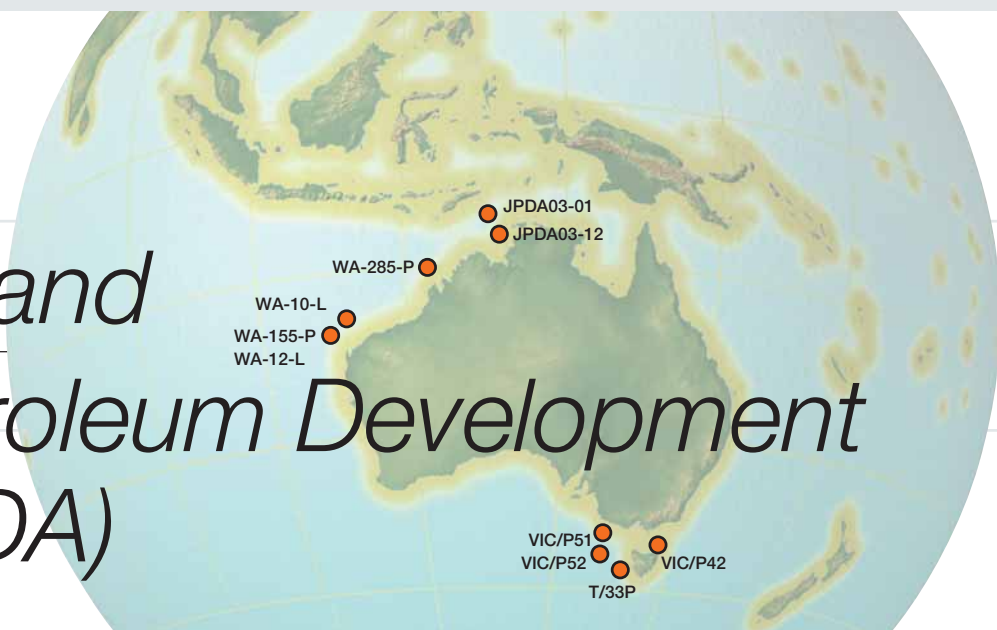 JPDA03-01
JPDA03-12
WA-285-P
and
WA-10-L
WA-155-P
WA-12-L
roleum Development
DA)
VIC/P51
VIC/P52
VIC/P42
T/33P